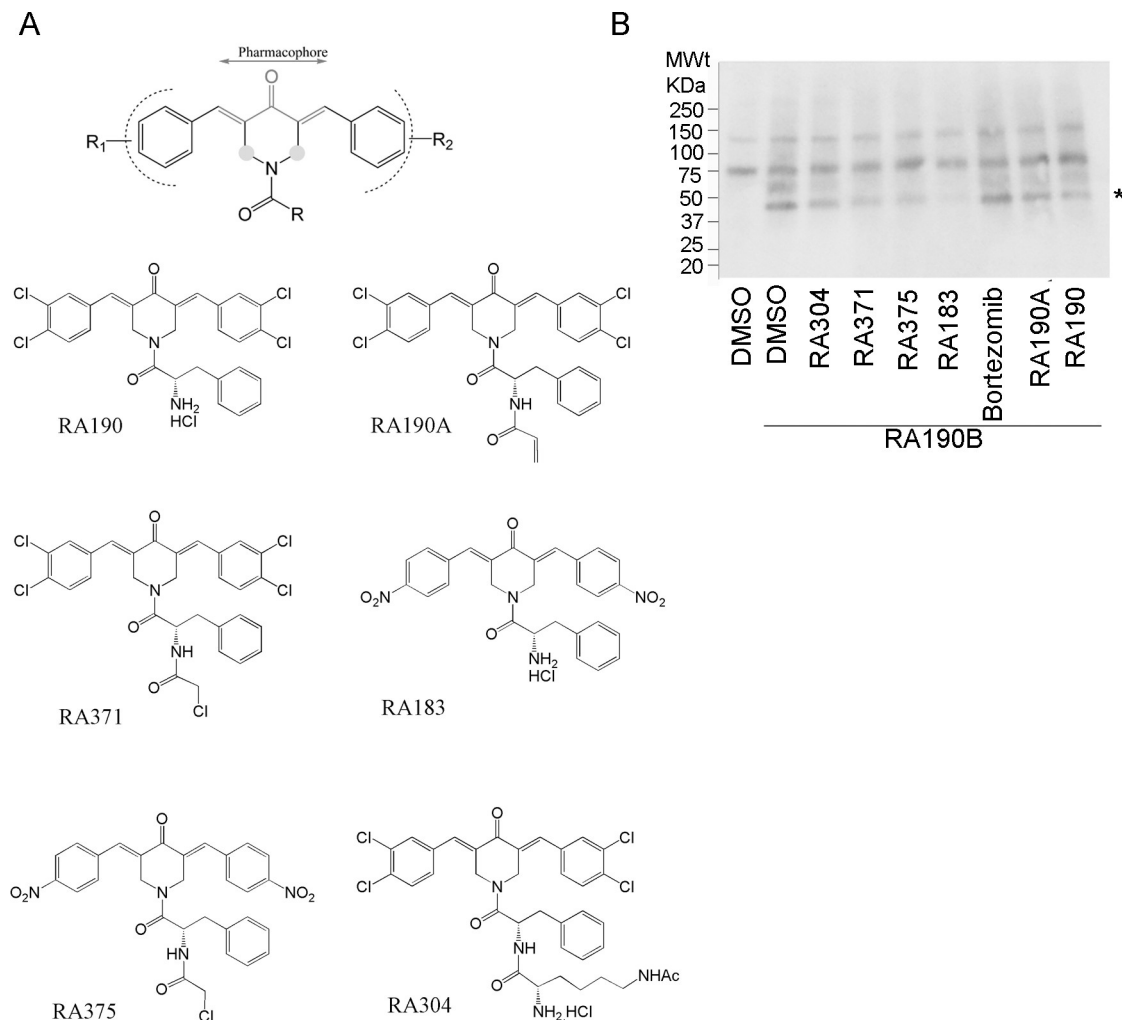 A
B
Pharmacophore
O
R₁
R₂
N
O
R
MWt
KDa
250
150
100
75
50
37
25
20
*
DMSO
DMSO
RA304
RA371
RA375
RA183
Bortezomib
RA190A
RA190
RA190B
O
Cl
Cl
Cl
Cl
N
O
NH₂
HCl
RA190
O
Cl
Cl
Cl
Cl
N
O
NH
O
RA190A
O
Cl
Cl
Cl
Cl
N
O
NH
O
Cl
RA371
O
O₂N
NO₂
N
O
NH₂
HCl
RA183
O
O₂N
NO₂
N
O
HN
O
Cl
RA375
O
Cl
Cl
Cl
Cl
N
O
NH
O
NHAc
NH₂.HCl
RA304